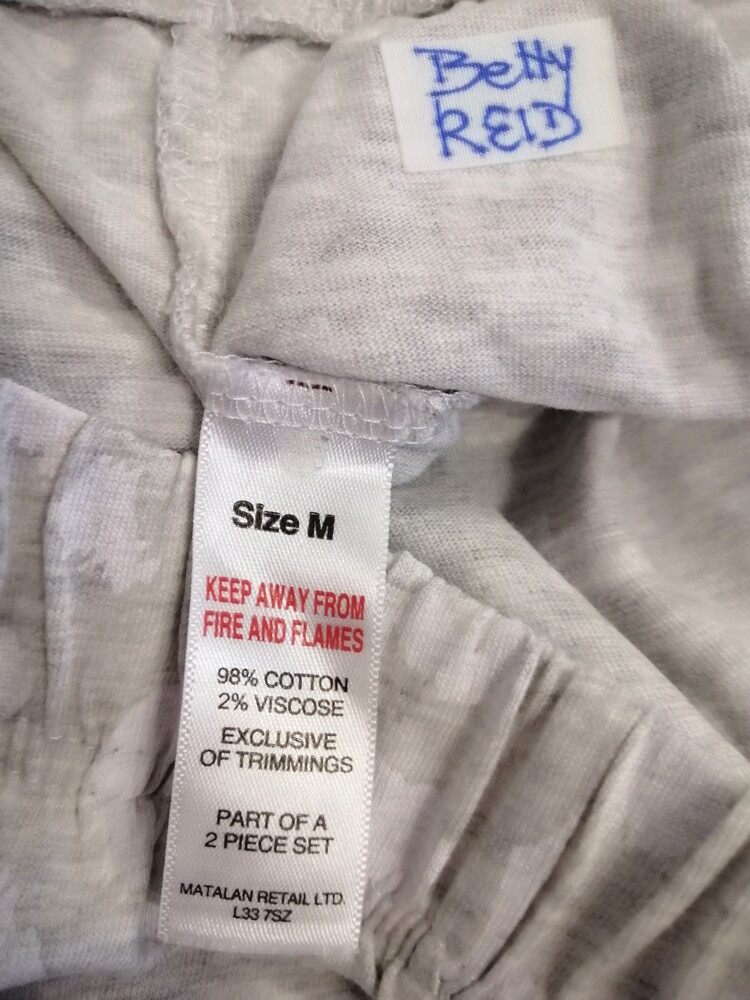 Betty
REID
Size M
KEEP AWAY FROM
FIRE AND FLAMES
98% COTTON
2% VISCOSE
EXCLUSIVE
OF TRIMMINGS
PART OF A
2 PIECE SET
MATALAN RETAIL LTD.
L33 7SZ